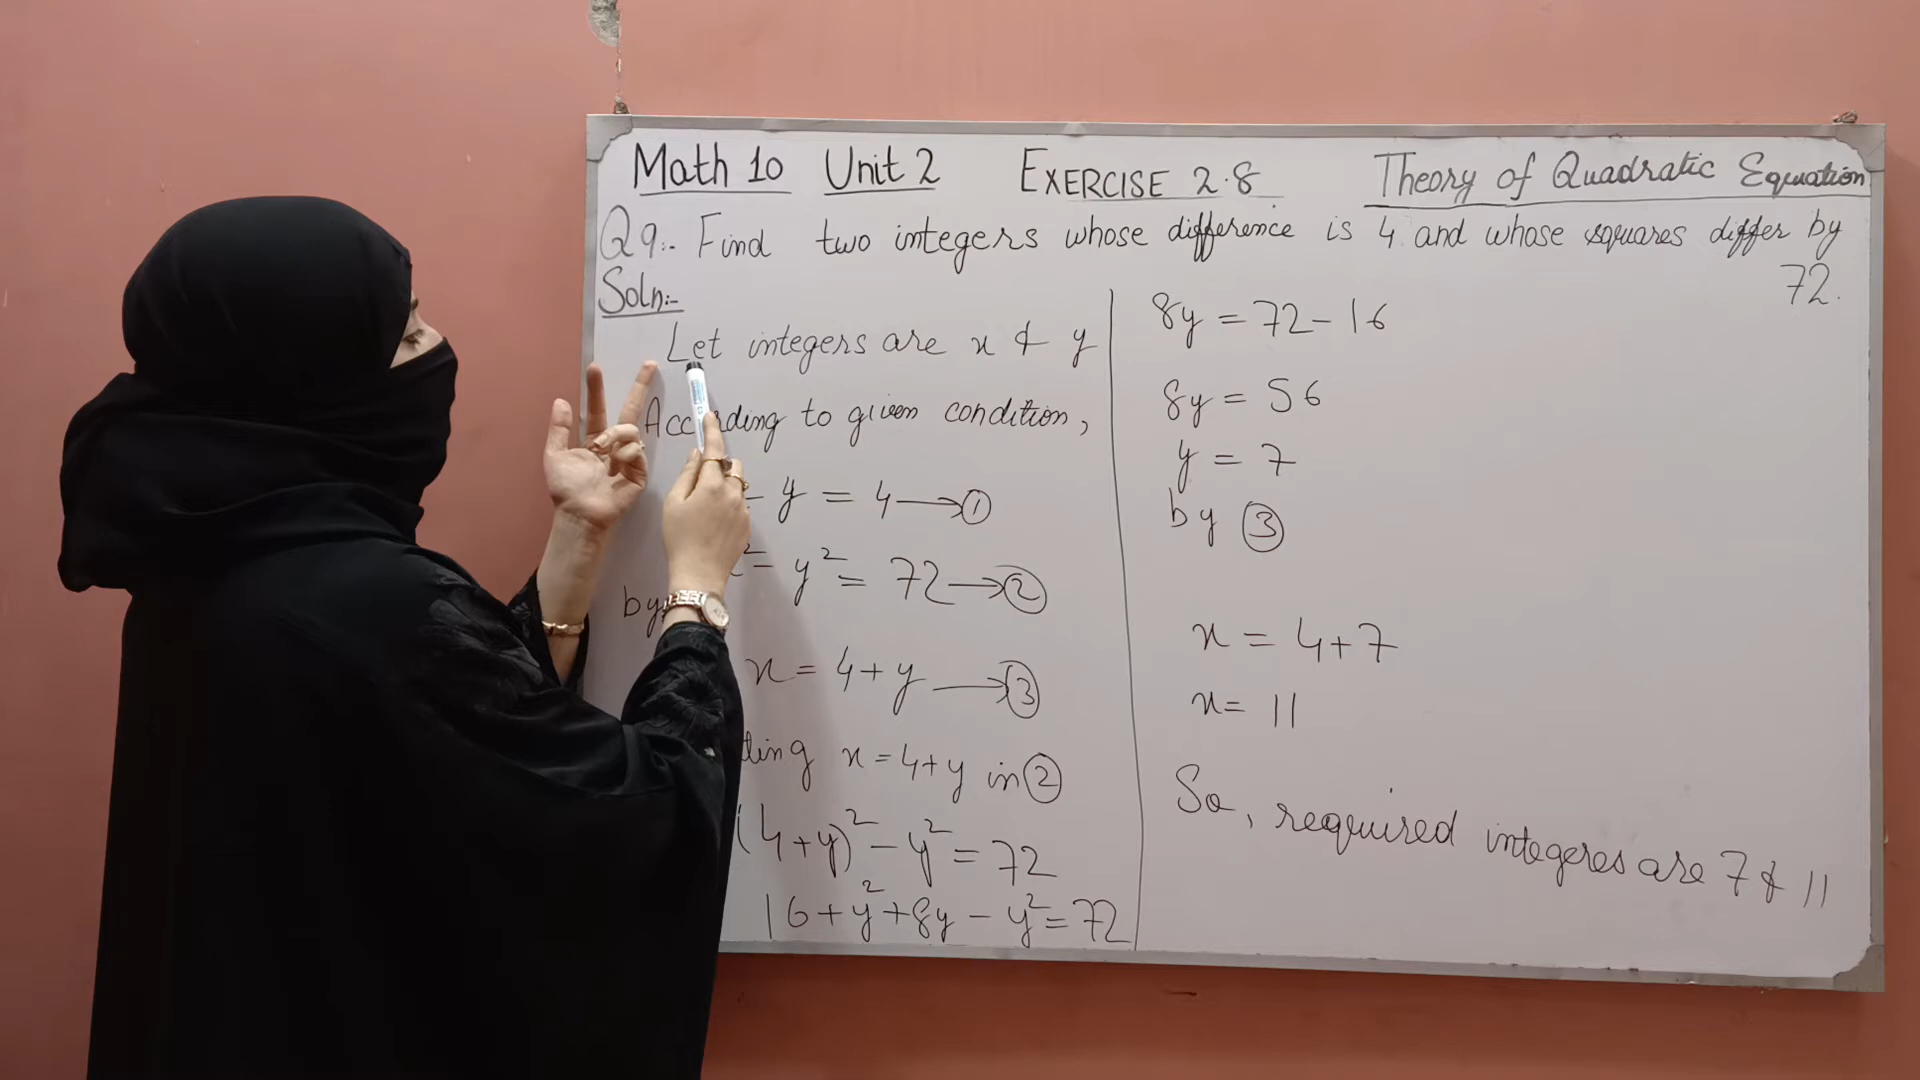 Math 10 Unit 2 EXERCISE 2.8 Theory of Quadratic Equation
Q9:- Find two integers whose difference is 4 and whose squares differ by
72.
Soln:-
Let integers are x & y
According to given condition,
- y = 4 → ①
² - y² = 72 → ②
by
x = 4 + y → ③
ting x = 4 + y in ②
(4 + y)² - y² = 72
16 + y² + 8y - y² = 72
8y = 72 - 16
8y = 56
y = 7
by ③
x = 4 + 7
x = 11
So, required integeres are 7 & 11